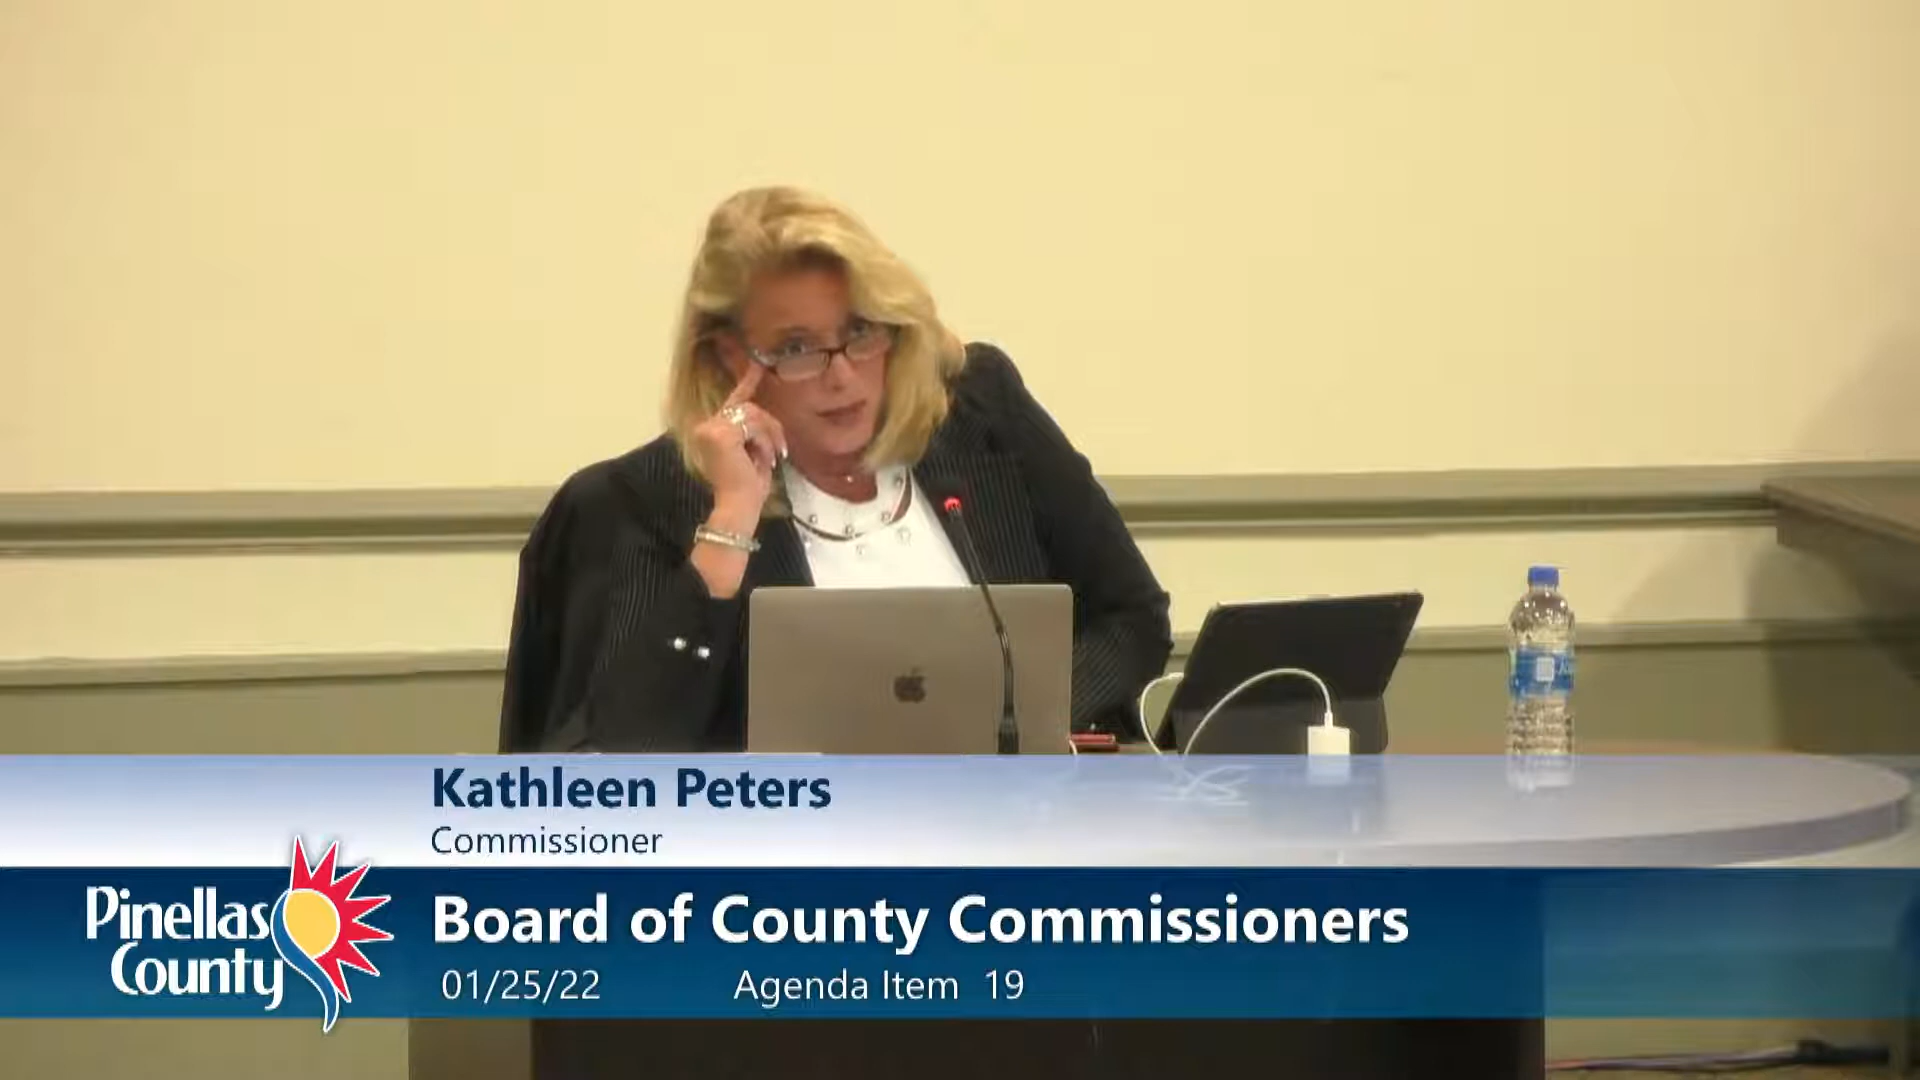 Kathleen Peters
Commissioner
Pinellas
County
Board of County Commissioners
01/25/22 Agenda Item 19